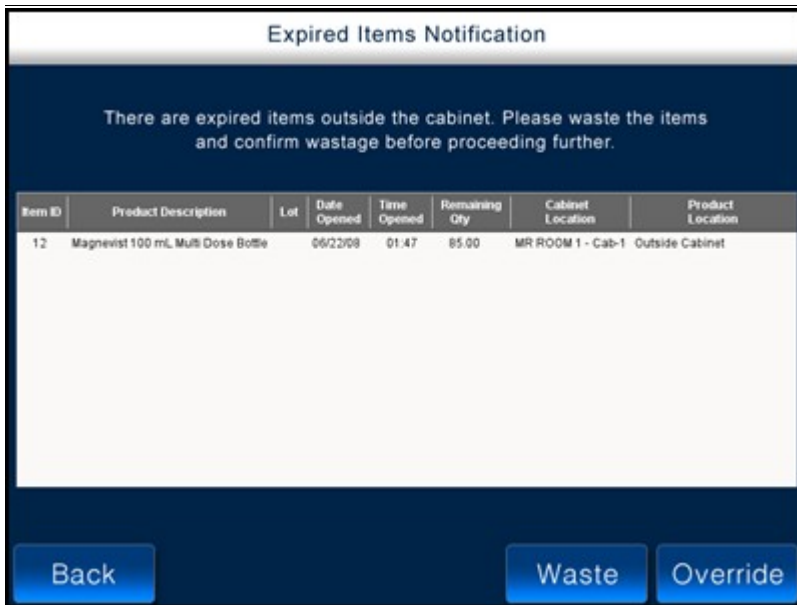 Expired Items Notification
There are expired items outside the cabinet. Please waste the items
and confirm wastage before proceeding further.
Item ID Product Description Lot Date Opened Time Opened Remaining Qty Cabinet Location Product Location
12 Magnevist 100 mL Multi Dose Bottle 06/22/08 01:47 85.00 MR ROOM 1 - Cab-1 Outside Cabinet
Back Waste Override